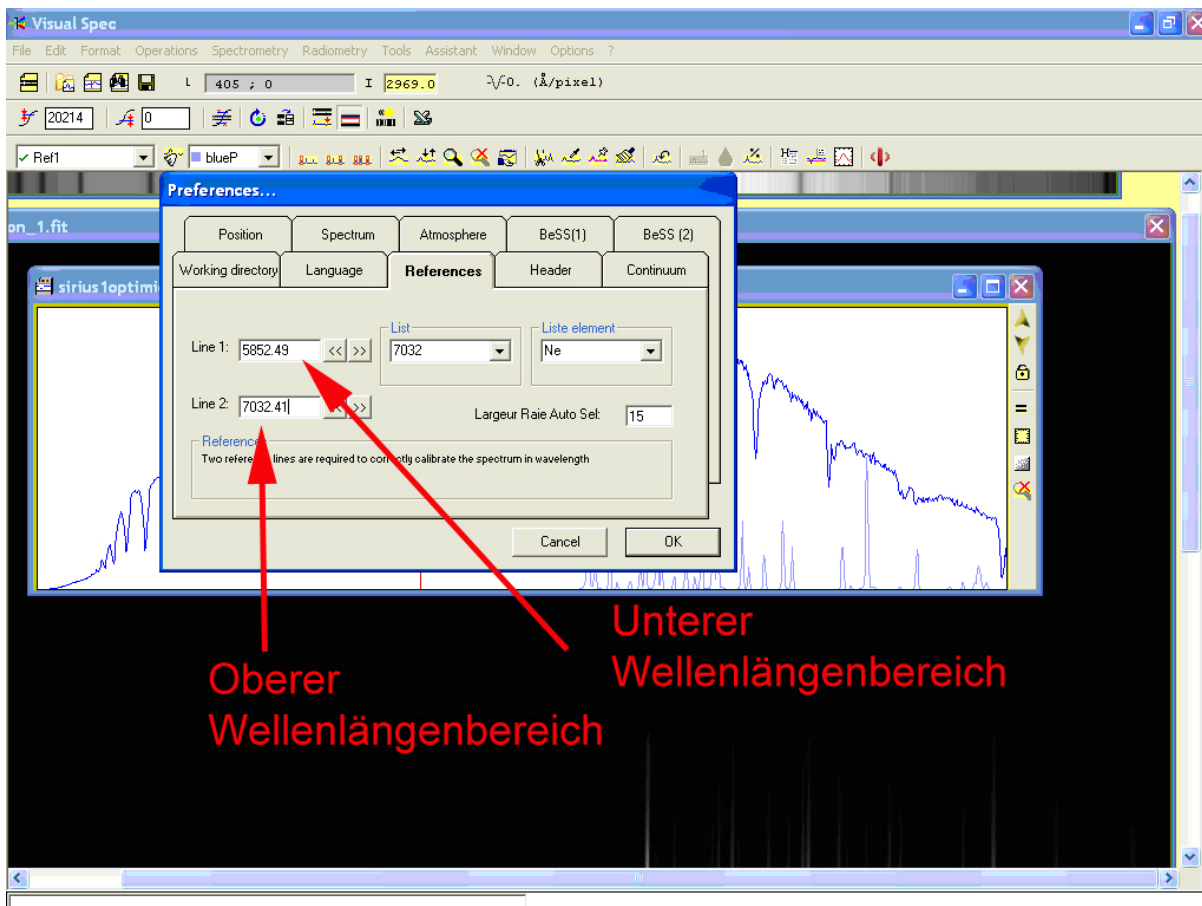 Visual Spec
File Edit Format Operations Spectrometry Radiometry Tools Assistant Window Options ?
L 405 ; 0 I 2969.0 (Å/pixel)
20214 0
Ref1 blueP
Preferences...
on_1.fit
Position Spectrum Atmosphere BeSS(1) BeSS (2)
Working directory Language References Header Continuum
List Liste element
Line 1: 5852.49 << >> 7032 Ne
Line 2: 7032.41 >> Largeur Raie Auto Sel: 15
Two reference lines are required to correctly calibrate the spectrum in wavelength
Cancel OK
Unterer
Wellenlängenbereich
Oberer
Wellenlängenbereich